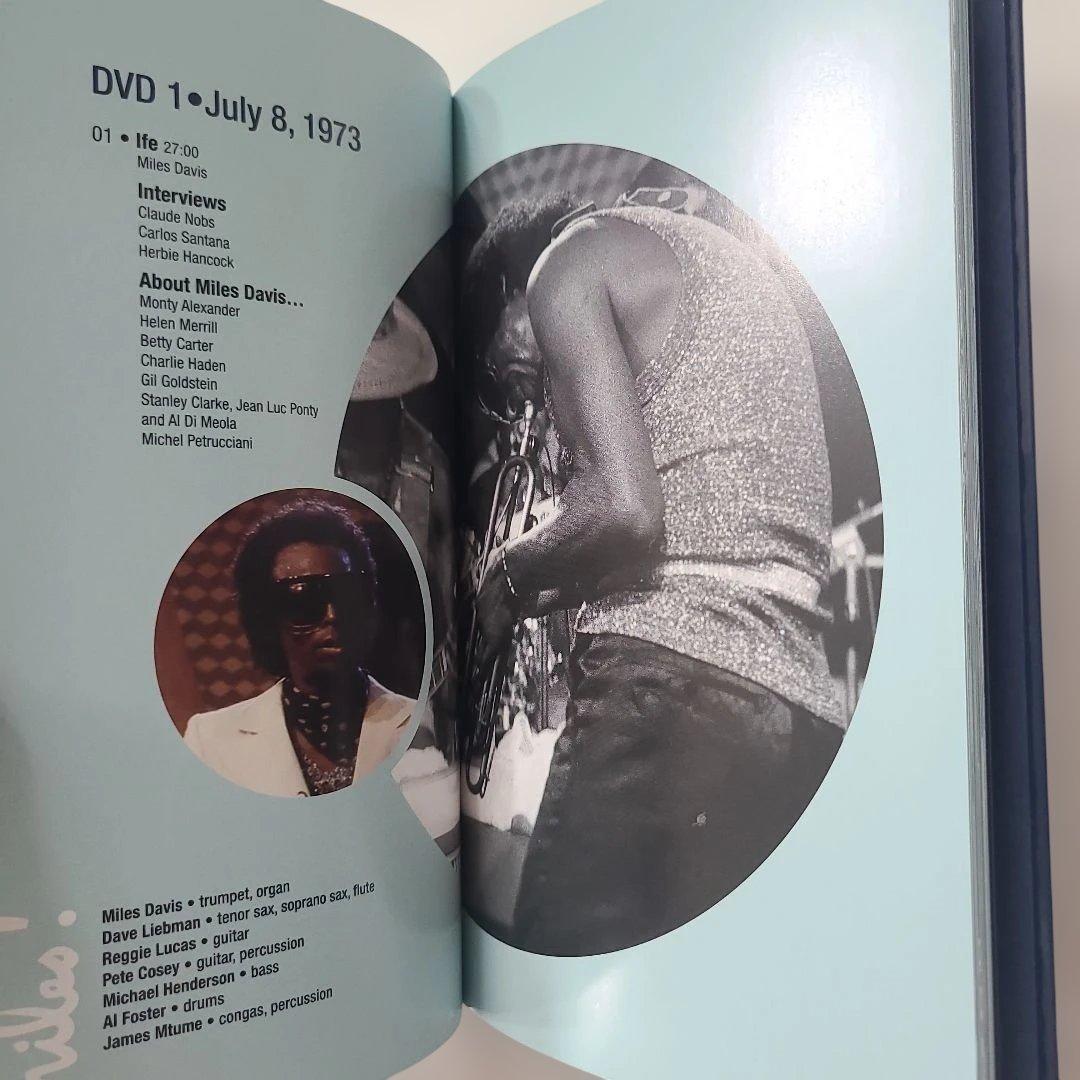 DVD 1•July 8, 1973
01 • Ife 27:00
Miles Davis
Interviews
Claude Nobs
Carlos Santana
Herbie Hancock
About Miles Davis...
Monty Alexander
Helen Merrill
Betty Carter
Charlie Haden
Gil Goldstein
Stanley Clarke, Jean Luc Ponty
and Al Di Meola
Michel Petrucciani
Miles Davis • trumpet, organ
Dave Liebman • tenor sax, soprano sax, flute
Reggie Lucas • guitar
Pete Cosey • guitar, percussion
Michael Henderson • bass
Al Foster • drums
James Mtume • congas, percussion